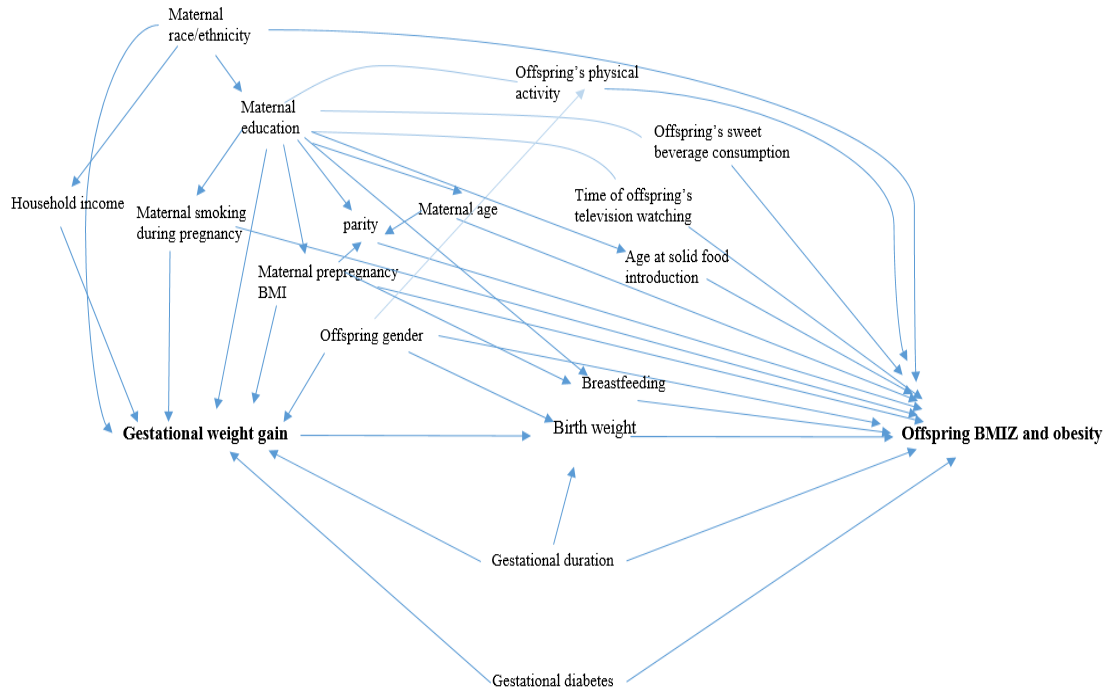 Maternal
race/ethnicity
Offspring's physical
activity
Maternal
education
Offspring's sweet
beverage consumption
Household income
Maternal smoking
during pregnancy
parity
Maternal age
Time of offspring's
television watching
Age at solid food
introduction
Maternal prepregnancy
BMI
Offspring gender
Breastfeeding
Gestational weight gain
Birth weight
Offspring BMIZ and obesity
Gestational duration
Gestational diabetes